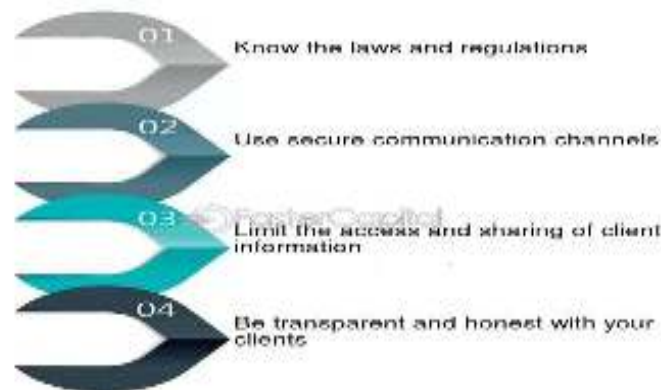 01
Know the laws and regulations
02
Use secure communication channels
FasterCapital
03
Limit the access and sharing of client
information
04
Be transparent and honest with your
clients